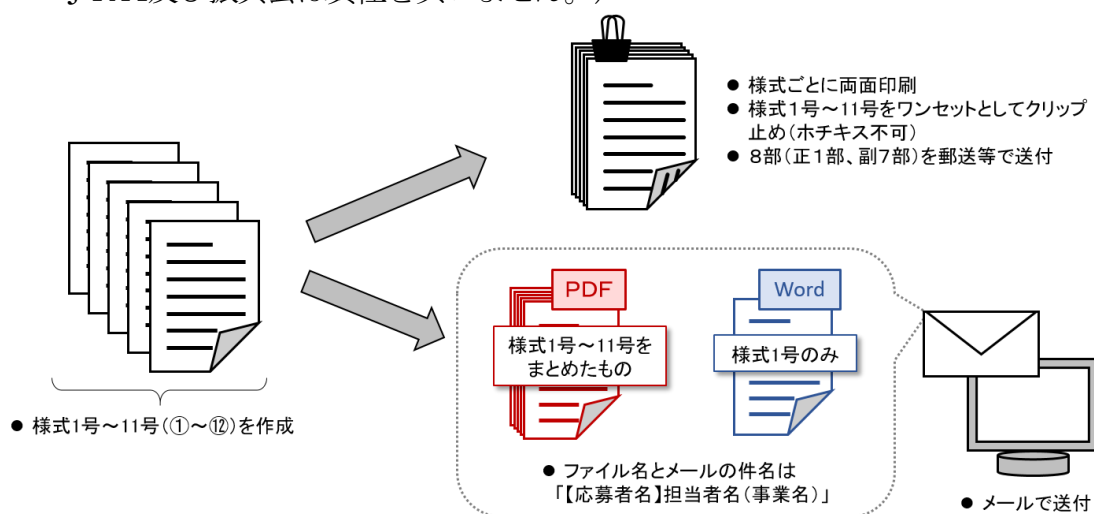 ● 様式ごとに両面印刷
● 様式1号～11号をワンセットとしてクリップ
止め(ホチキス不可)
● 8部(正1部、副7部)を郵送等で送付
● 様式1号～11号(①～⑫)を作成
PDF
様式1号～11号を
まとめたもの
Word
様式1号のみ
● ファイル名とメールの件名は
「【応募者名】担当者名(事業名)」
● メールで送付